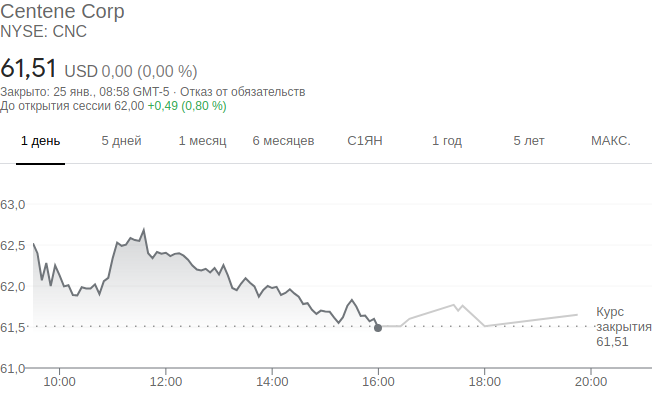 Centene Corp
NYSE: CNC
61,51 USD 0,00 (0,00 %)
Закрыто: 25 янв., 08:58 GMT-5 · Отказ от обязательств
До открытия сессии 62,00 +0,49 (0,80 %)
1 день 5 дней 1 месяц 6 месяцев С1ЯН 1 год 5 лет МАКС.
63,0
62,5
62,0
61,5
61,0
Курс
закрытия
61,51
10:00 12:00 14:00 16:00 18:00 20:00